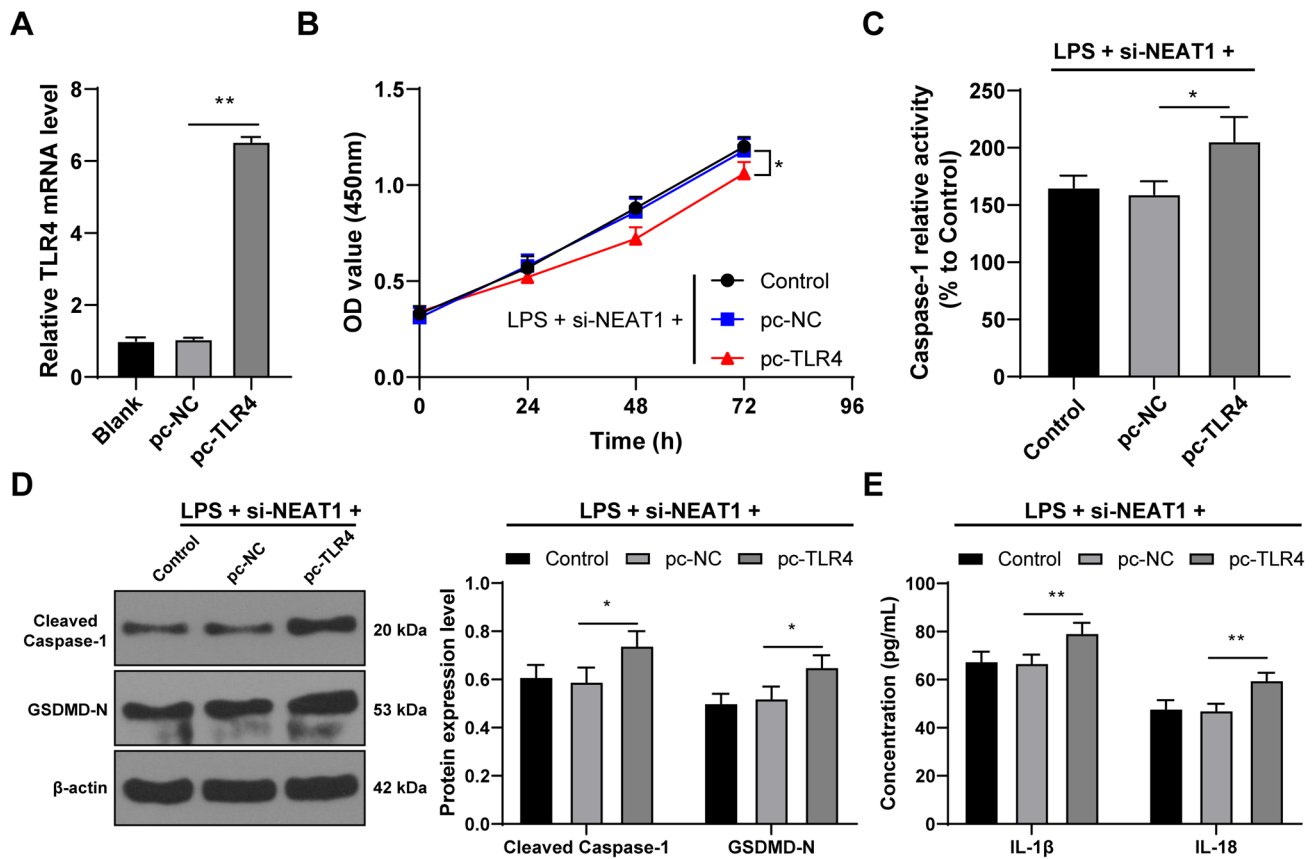 A
Relative TLR4 mRNA level
8
6
4
2
0
**
Blank
pc-NC
pc-TLR4
B
OD value (450nm)
1.5
1.0
0.5
0.0
*
LPS + si-NEAT1 +
Control
pc-NC
pc-TLR4
0
24
48
72
96
Time (h)
C
LPS + si-NEAT1 +
Caspase-1 relative activity
(% to Control)
250
200
150
100
50
0
*
Control
pc-NC
pc-TLR4
D
LPS + si-NEAT1 +
Control
pc-NC
pc-TLR4
Cleaved
Caspase-1
20 kDa
GSDMD-N
53 kDa
β-actin
42 kDa
LPS + si-NEAT1 +
Control
pc-NC
pc-TLR4
Protein expression level
1.0
0.8
0.6
0.4
0.2
0.0
*
*
Cleaved Caspase-1
GSDMD-N
E
LPS + si-NEAT1 +
Control
pc-NC
pc-TLR4
Concentration (pg/mL)
100
80
60
40
20
0
**
**
IL-1β
IL-18